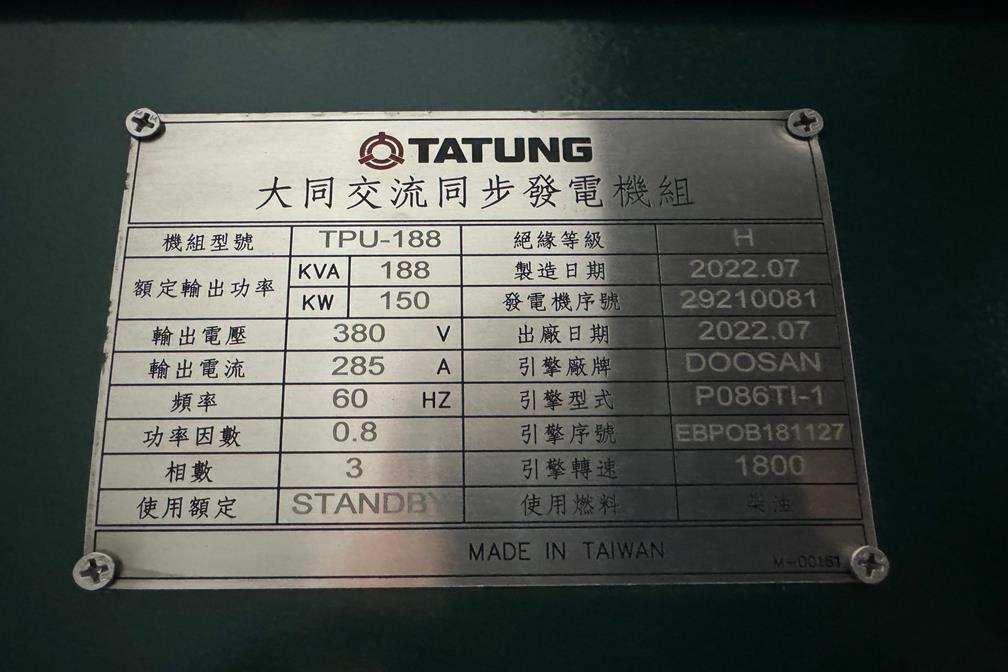 TATUNG
大同交流同步發電機組
機組型號 TPU-188 絕緣等級 H
額定輸出功率 KVA 188 製造日期 2022.07
KW 150 發電機序號 29210081
輸出電壓 380 V 出廠日期 2022.07
輸出電流 285 A 引擎廠牌 DOOSAN
頻率 60 HZ 引擎型式 P086TI-1
功率因數 0.8 引擎序號 EBPOB181127
相數 3 引擎轉速 1800
使用額定 STANDBY 使用燃料 柴油
MADE IN TAIWAN
M-00151